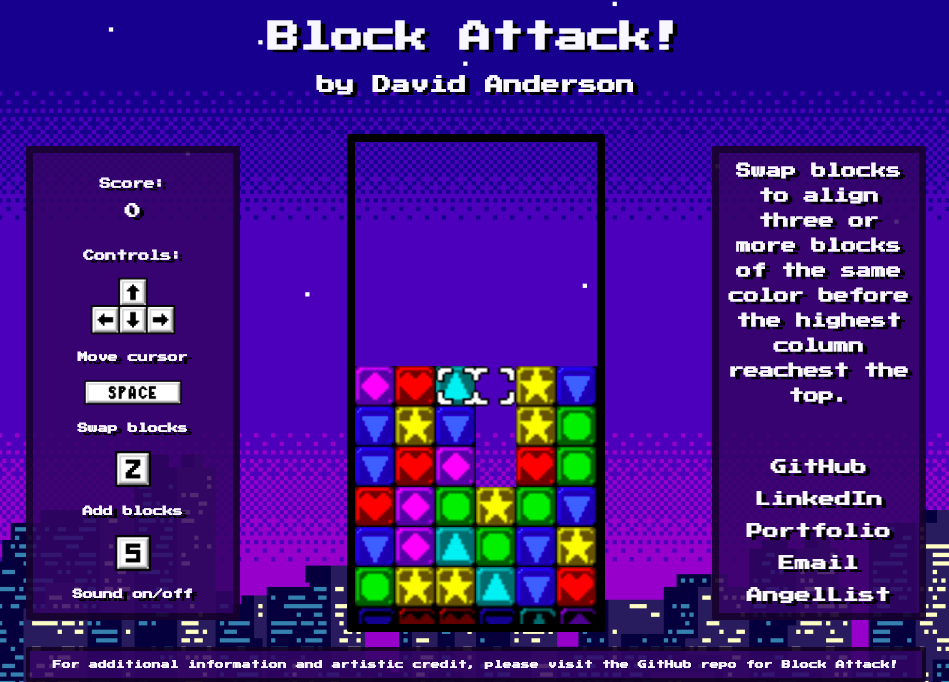 Block Attack!
by David Anderson
Score:
0
Controls:
Move cursor
SPACE
Swap blocks
Z
Add blocks
S
Sound on/off
Swap blocks
to align
three or
more blocks
of the same
color before
the highest
column
reachest the
top.
GitHub
LinkedIn
Portfolio
Email
AngelList
For additional information and artistic credit, please visit the GitHub repo for Block Attack!